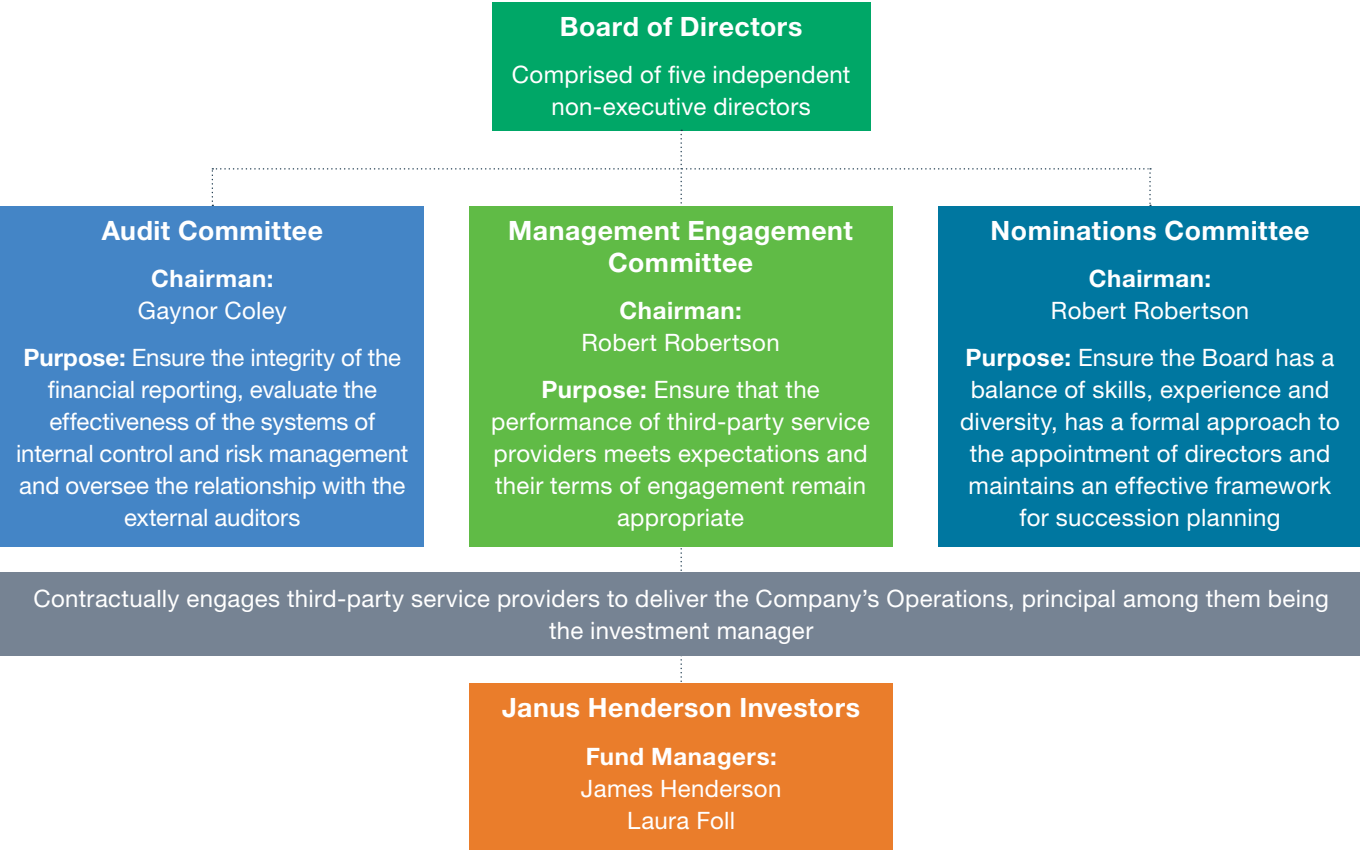 Board of Directors
Comprised of five independent
non-executive directors
Audit Committee
Chairman:
Gaynor Coley
Purpose: Ensure the integrity of the
financial reporting, evaluate the
effectiveness of the systems of
internal control and risk management
and oversee the relationship with the
external auditors
Management Engagement
Committee
Chairman:
Robert Robertson
Purpose: Ensure that the
performance of third-party service
providers meets expectations and
their terms of engagement remain
appropriate
Nominations Committee
Chairman:
Robert Robertson
Purpose: Ensure the Board has a
balance of skills, experience and
diversity, has a formal approach to
the appointment of directors and
maintains an effective framework
for succession planning
Contractually engages third-party service providers to deliver the Company’s Operations, principal among them being
the investment manager
Janus Henderson Investors
Fund Managers:
James Henderson
Laura Foll